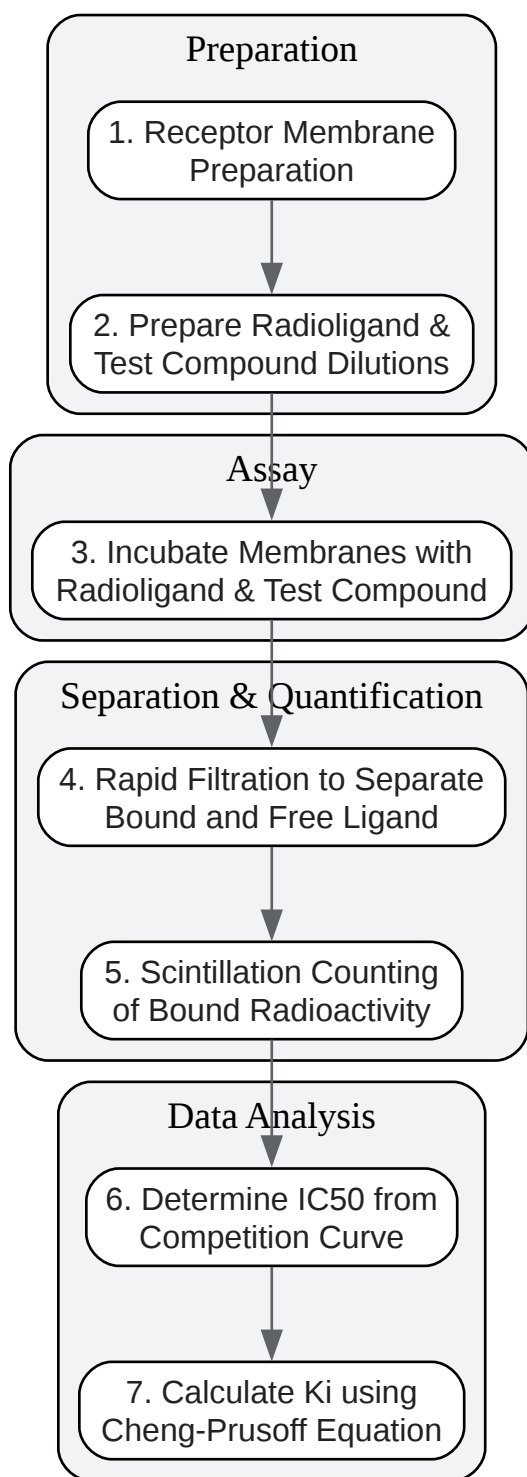 Preparation
1. Receptor Membrane
Preparation
2. Prepare Radioligand &
Test Compound Dilutions
Assay
3. Incubate Membranes with
Radioligand & Test Compound
Separation & Quantification
4. Rapid Filtration to Separate
Bound and Free Ligand
5. Scintillation Counting
of Bound Radioactivity
Data Analysis
6. Determine IC50 from
Competition Curve
7. Calculate Ki using
Cheng-Prusoff Equation